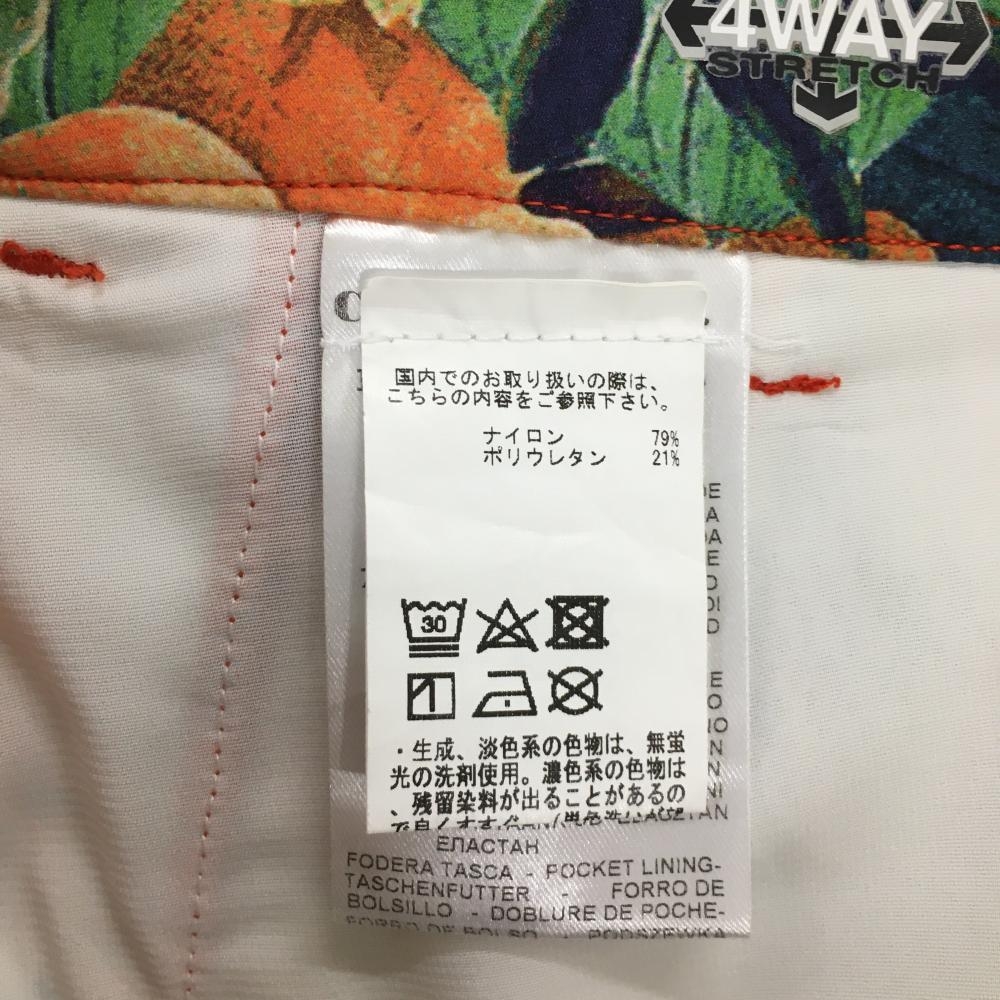 4WAY
STRETCH
国内でのお取り扱いの際は、
こちらの内容をご参照下さい。
ナイロン 79%
ポリウレタン 21%
30
・生成、淡色系の色物は、無蛍
光の洗剤使用。濃色系の色物は
、残留染料が出ることがあるの
ЕЛАСТАН
FODERA TASCA - POCKET LINING-
TASCHENFUTTER - FORRO DE
BOLSILLO - DOBLURE DE POCHE-
FORRO DE BOLSO - PODSZEWKA